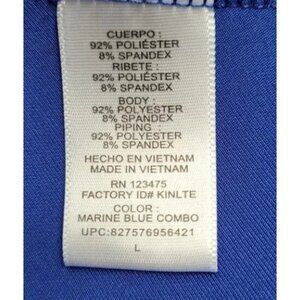 CUERPO :
92% POLIÉSTER
8% SPANDEX
RIBETE :
92% POLIÉSTER
8% SPANDEX
BODY :
92% POLYESTER
8% SPANDEX
PIPING :
92% POLYESTER
8% SPANDEX
HECHO EN VIETNAM
MADE IN VIETNAM
RN 123475
FACTORY ID# KINLTE
COLOR :
MARINE BLUE COMBO
UPC:827576956421
L